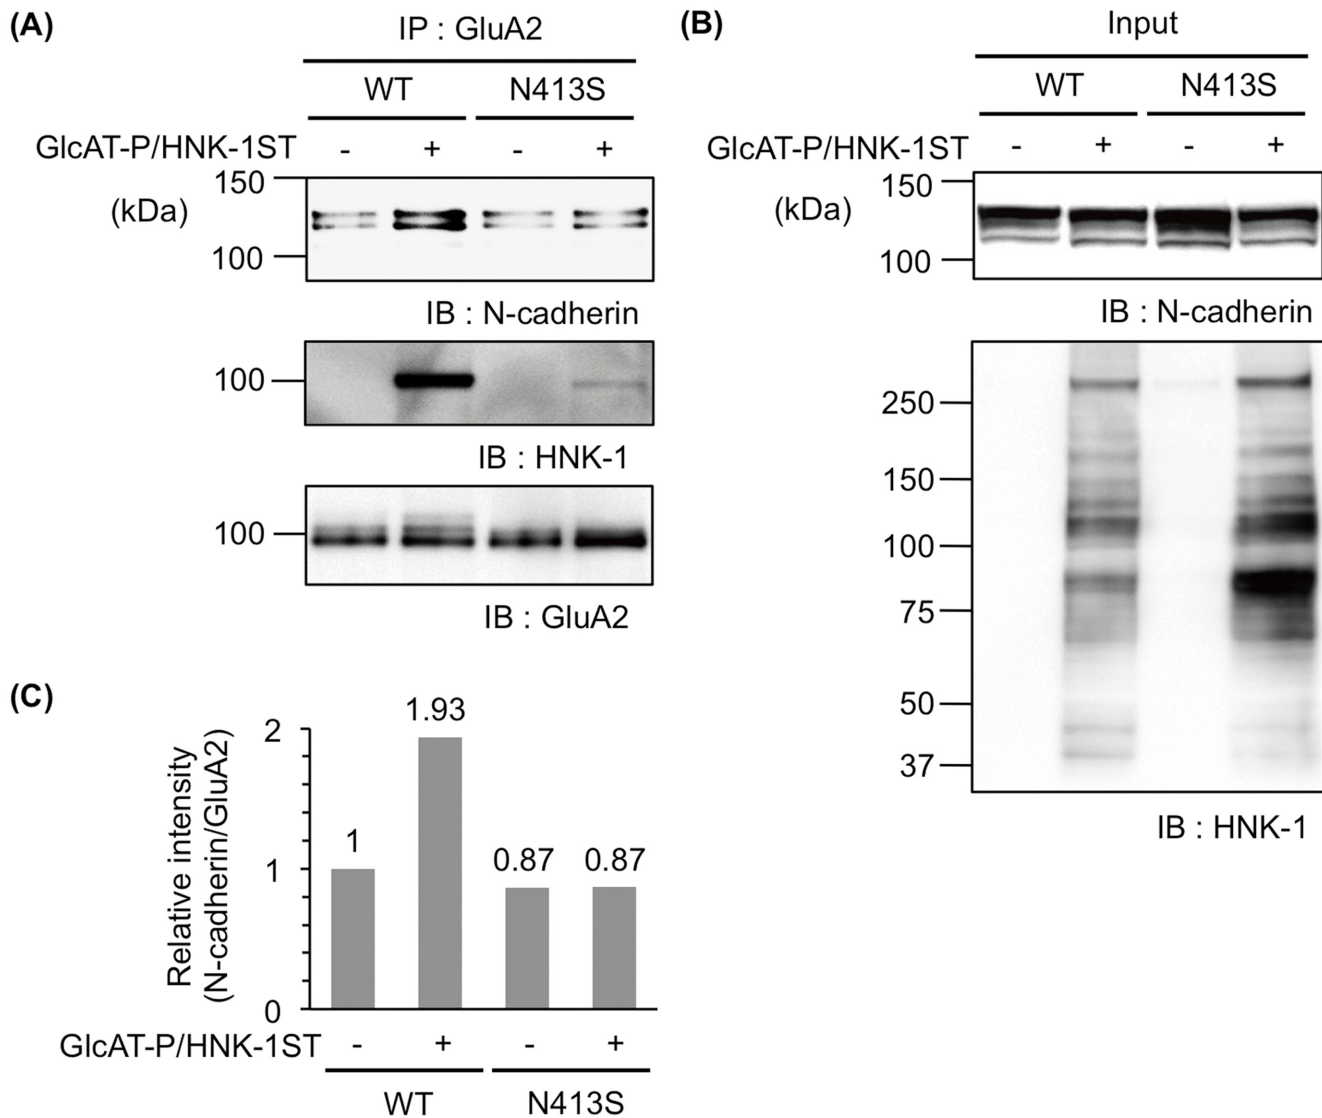 (A)
IP : GluA2
WT N413S
GlcAT-P/HNK-1ST - + - +
(kDa)
150
100
IB : N-cadherin
100
IB : HNK-1
100
IB : GluA2
(B)
Input
WT N413S
GlcAT-P/HNK-1ST - + - +
(kDa)
150
100
IB : N-cadherin
250
150
100
75
50
37
IB : HNK-1
(C)
Relative intensity
(N-cadherin/GluA2)
2
1
0
1 1.93 0.87 0.87
GlcAT-P/HNK-1ST - + - +
WT N413S